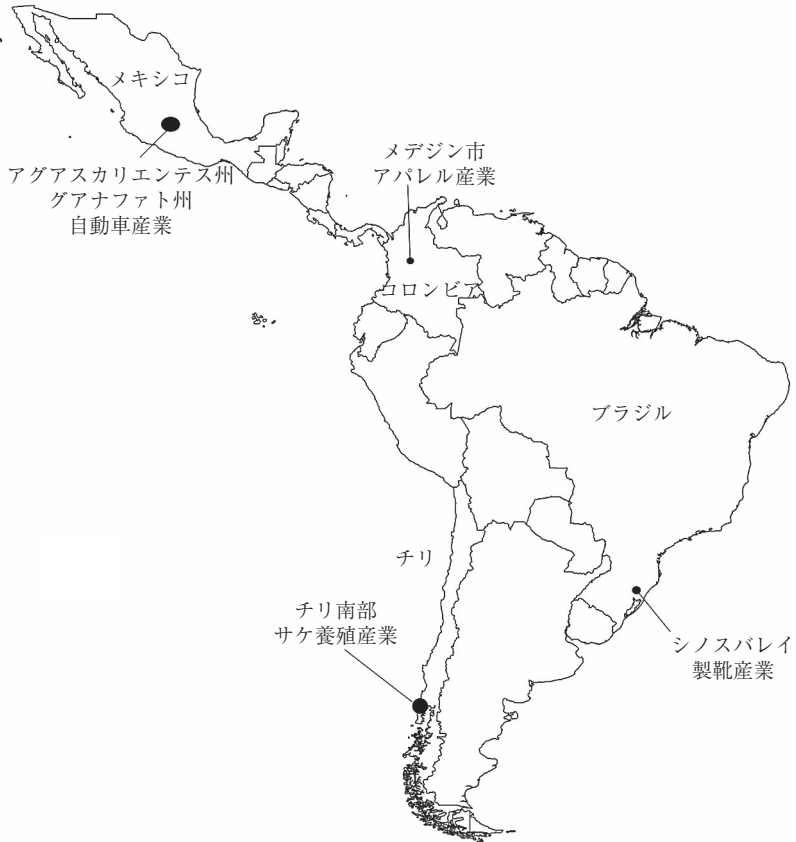 メキシコ
アグアスカリエンテス州
グアナファト州
自動車産業
メデジン市
アパレル産業
コロンビア
ブラジル
チリ
チリ南部
サケ養殖産業
シノスバレイ
製靴産業